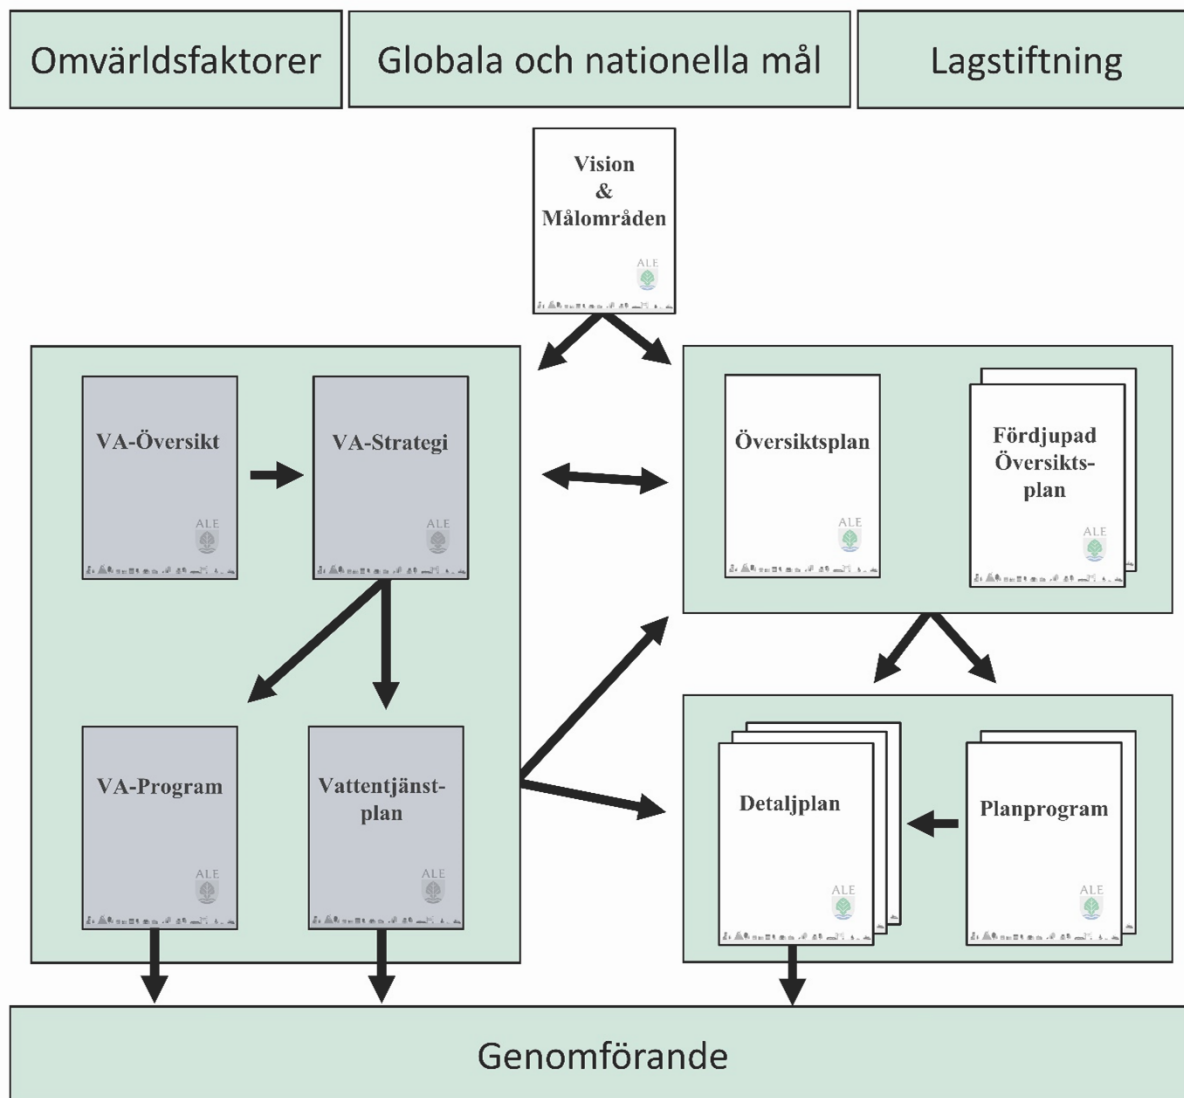 Omvärldsfaktorer
Globala och nationella mål
Lagstiftning
Vision
&
Målområden
ALE
VA-Översikt
ALE
VA-Strategi
ALE
Översiktsplan
ALE
Fördjupad
Översikts-
plan
ALE
VA-Program
ALE
Vattentjänst-
plan
ALE
Detaljplan
ALE
Planprogram
ALE
Genomförande